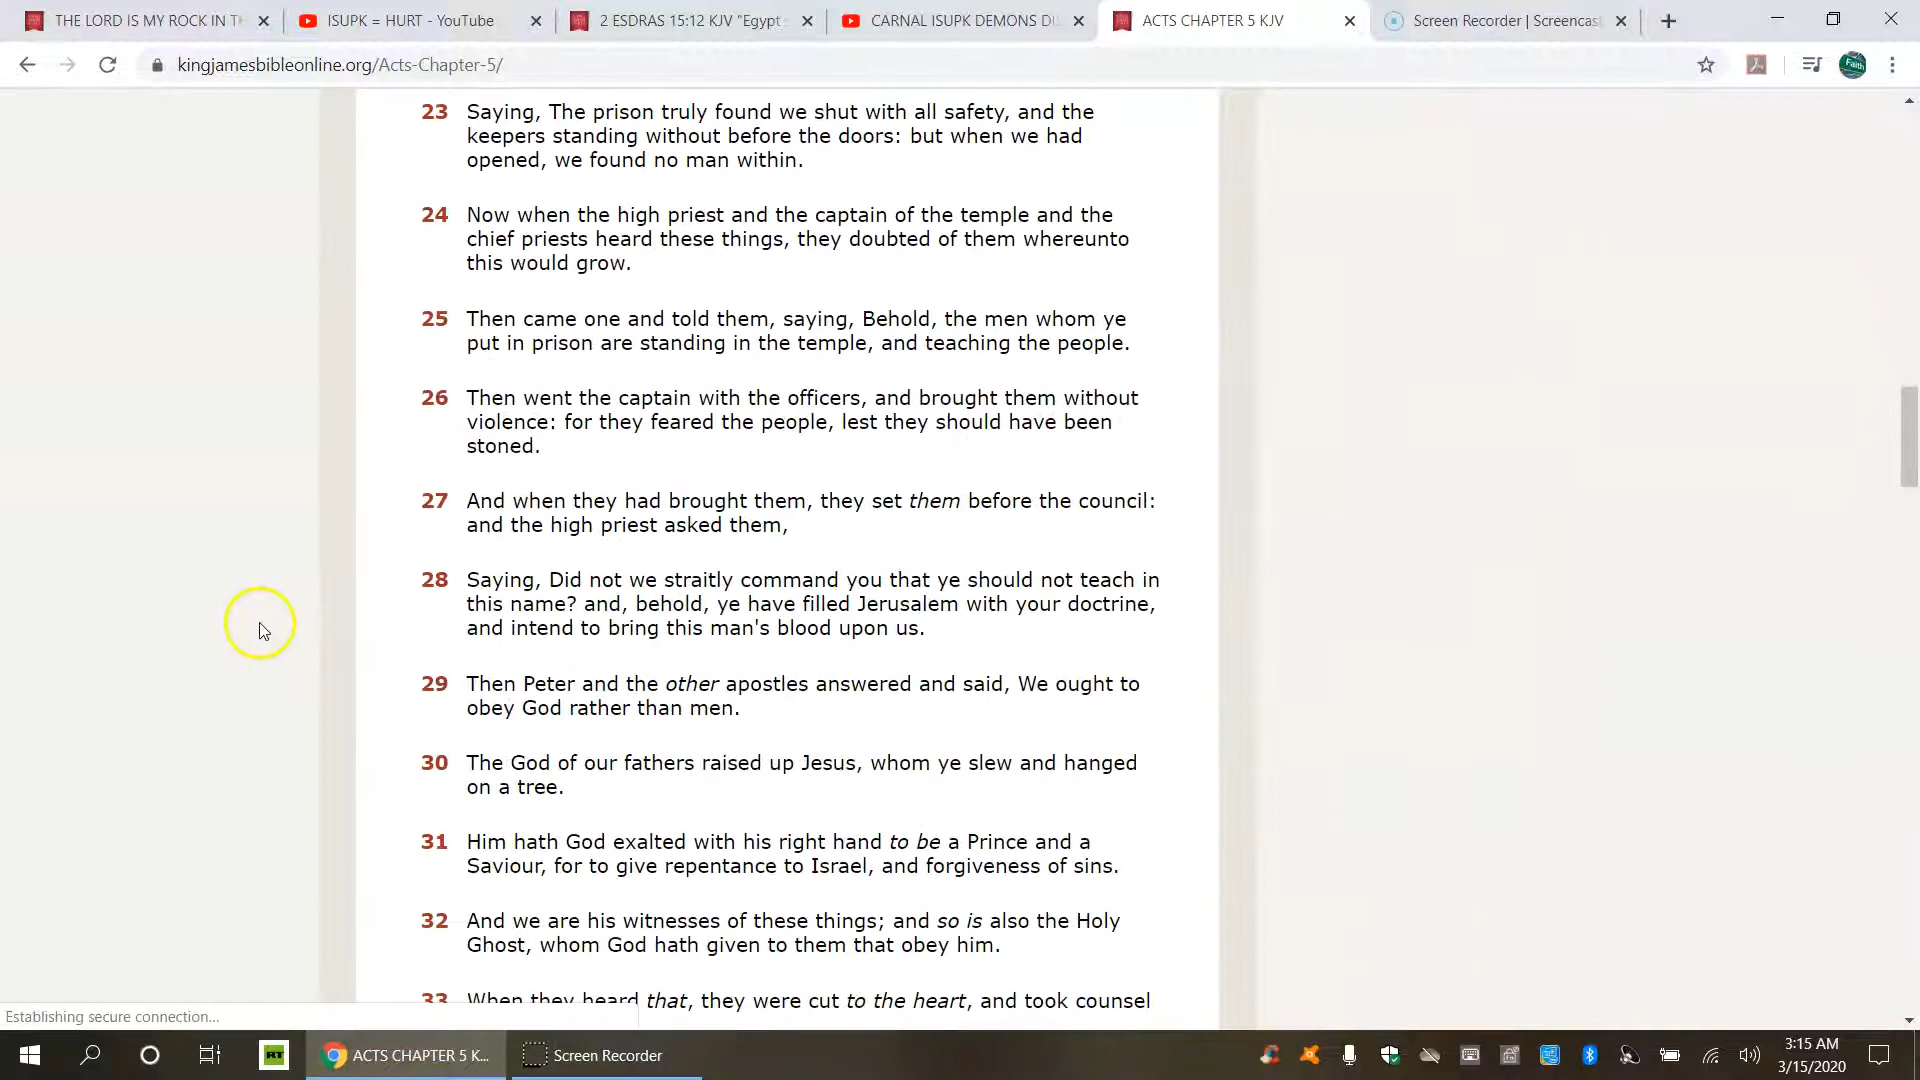 THE LORD IS MY ROCK IN T
ISUPK = HURT - YouTube
2 ESDRAS 15:12 KJV "Egypt
CARNAL ISUPK DEMONS DI
ACTS CHAPTER 5 KJV
Screen Recorder | Screencas
kingjamesbibleonline.org/Acts-Chapter-5/
Faith
23 Saying, The prison truly found we shut with all safety, and the
keepers standing without before the doors: but when we had
opened, we found no man within.
24 Now when the high priest and the captain of the temple and the
chief priests heard these things, they doubted of them whereunto
this would grow.
25 Then came one and told them, saying, Behold, the men whom ye
put in prison are standing in the temple, and teaching the people.
26 Then went the captain with the officers, and brought them without
violence: for they feared the people, lest they should have been
stoned.
27 And when they had brought them, they set them before the council:
and the high priest asked them,
28 Saying, Did not we straitly command you that ye should not teach in
this name? and, behold, ye have filled Jerusalem with your doctrine,
and intend to bring this man's blood upon us.
29 Then Peter and the other apostles answered and said, We ought to
obey God rather than men.
30 The God of our fathers raised up Jesus, whom ye slew and hanged
on a tree.
31 Him hath God exalted with his right hand to be a Prince and a
Saviour, for to give repentance to Israel, and forgiveness of sins.
32 And we are his witnesses of these things; and so is also the Holy
Ghost, whom God hath given to them that obey him.
33 When they heard that, they were cut to the heart, and took counsel
Establishing secure connection...
RT
ACTS CHAPTER 5 K...
Screen Recorder
3:15 AM
3/15/2020